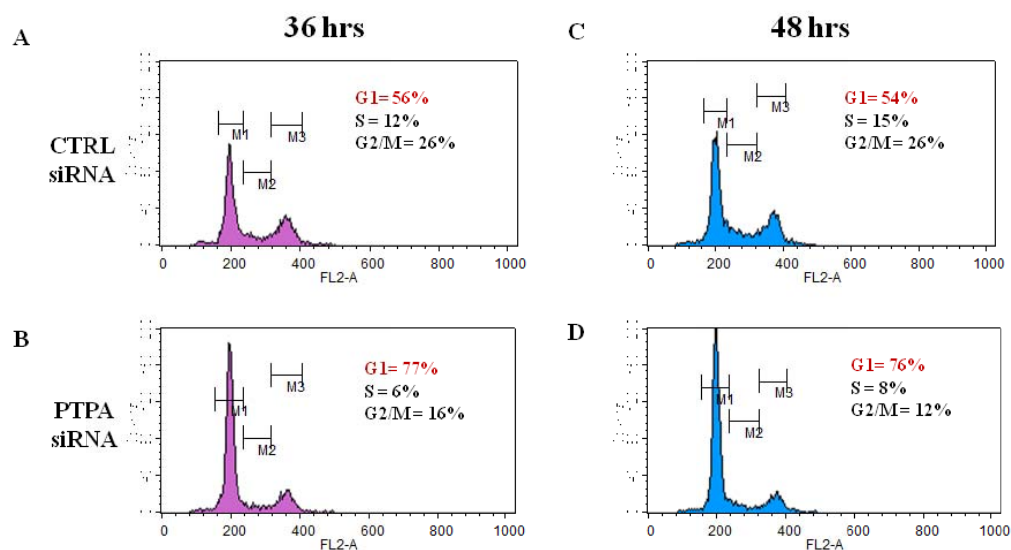 36 hrs
48 hrs
A
CTRL
siRNA
M1
M2
M3
G1= 56%
S = 12%
G2/M= 26%
0 200 400 600 800 1000
FL2-A
C
M1
M2
M3
G1= 54%
S = 15%
G2/M= 26%
0 200 400 600 800 1000
FL2-A
B
PTPA
siRNA
M1
M2
M3
G1= 77%
S = 6%
G2/M= 16%
0 200 400 600 800 1000
FL2-A
D
M1
M2
M3
G1= 76%
S = 8%
G2/M= 12%
0 200 400 600 800 1000
FL2-A